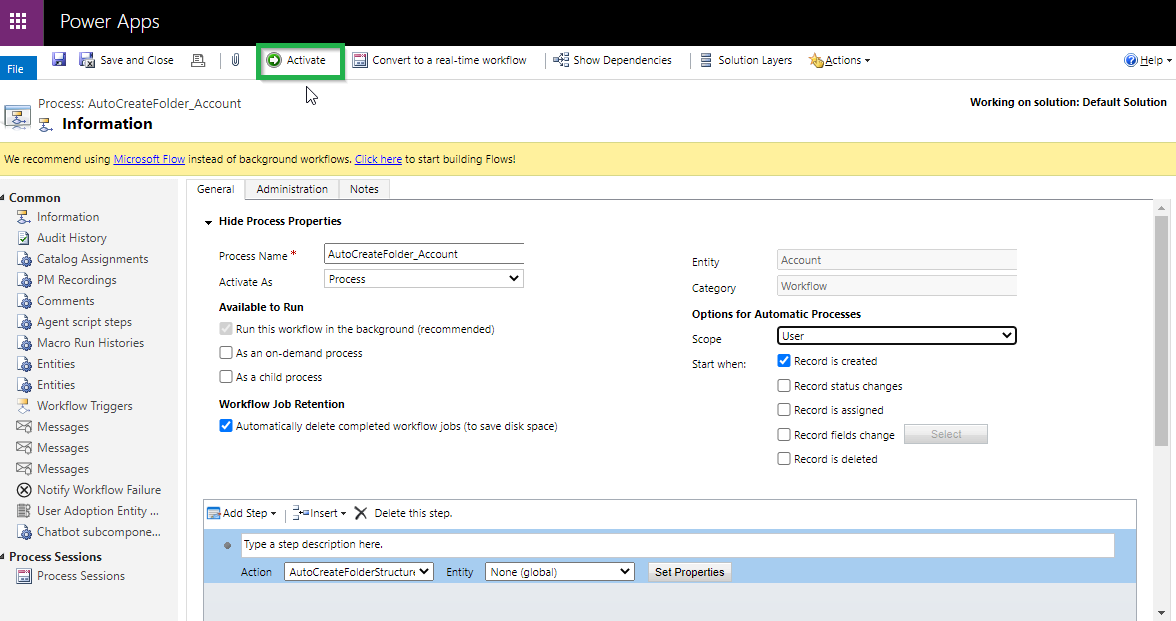 Power Apps
File Save and Close Activate Convert to a real-time workflow Show Dependencies Solution Layers Actions Help
Process: AutoCreateFolder_Account
Information
Working on solution: Default Solution
We recommend using Microsoft Flow instead of background workflows. Click here to start building Flows!
Common
Information
Audit History
Catalog Assignments
PM Recordings
Comments
Agent script steps
Macro Run Histories
Entities
Entities
Workflow Triggers
Messages
Messages
Messages
Notify Workflow Failure
User Adoption Entity ...
Chatbot subcompone...
Process Sessions
Process Sessions
General Administration Notes
Hide Process Properties
Process Name * AutoCreateFolder_Account
Activate As Process
Available to Run
Run this workflow in the background (recommended)
As an on-demand process
As a child process
Workflow Job Retention
Automatically delete completed workflow jobs (to save disk space)
Entity Account
Category Workflow
Options for Automatic Processes
Scope User
Start when: Record is created
Record status changes
Record is assigned
Record fields change Select
Record is deleted
Add Step Insert Delete this step.
Type a step description here.
Action AutoCreateFolderStructure Entity None (global) Set Properties